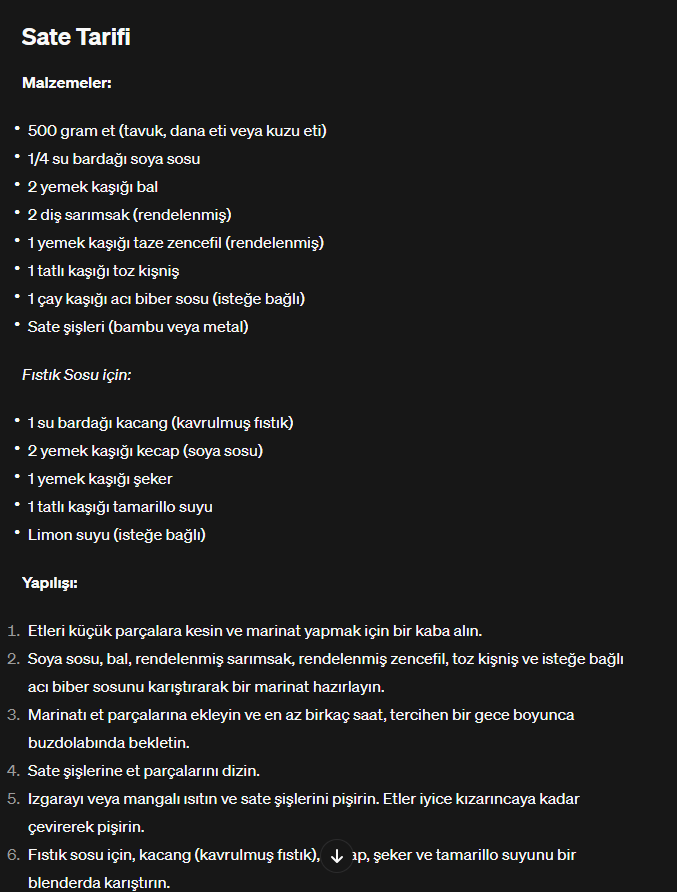 Sate Tarifi
Malzemeler:
• 500 gram et (tavuk, dana eti veya kuzu eti)
• 1/4 su bardağı soya sosu
• 2 yemek kaşığı bal
• 2 diş sarımsak (rendelenmiş)
• 1 yemek kaşığı taze zencefil (rendelenmiş)
• 1 tatlı kaşığı toz kişniş
• 1 çay kaşığı acı biber sosu (isteğe bağlı)
• Sate şişleri (bambu veya metal)
Fıstık Sosu için:
• 1 su bardağı kacang (kavrulmuş fıstık)
• 2 yemek kaşığı kecap (soya sosu)
• 1 yemek kaşığı şeker
• 1 tatlı kaşığı tamarillo suyu
• Limon suyu (isteğe bağlı)
Yapılışı:
1. Etleri küçük parçalara kesin ve marinat yapmak için bir kaba alın.
2. Soya sosu, bal, rendelenmiş sarımsak, rendelenmiş zencefil, toz kişniş ve isteğe bağlı
acı biber sosunu karıştırarak bir marinat hazırlayın.
3. Marinatı et parçalarına ekleyin ve en az birkaç saat, tercihen bir gece boyunca
buzdolabında bekletin.
4. Sate şişlerine et parçalarını dizin.
5. Izgarayı veya mangalı ısıtın ve sate şişlerini pişirin. Etler iyice kızarıncaya kadar
çevirerek pişirin.
6. Fıstık sosu için, kacang (kavrulmuş fıstık), ap, şeker ve tamarillo suyunu bir
blenderda karıştırın.